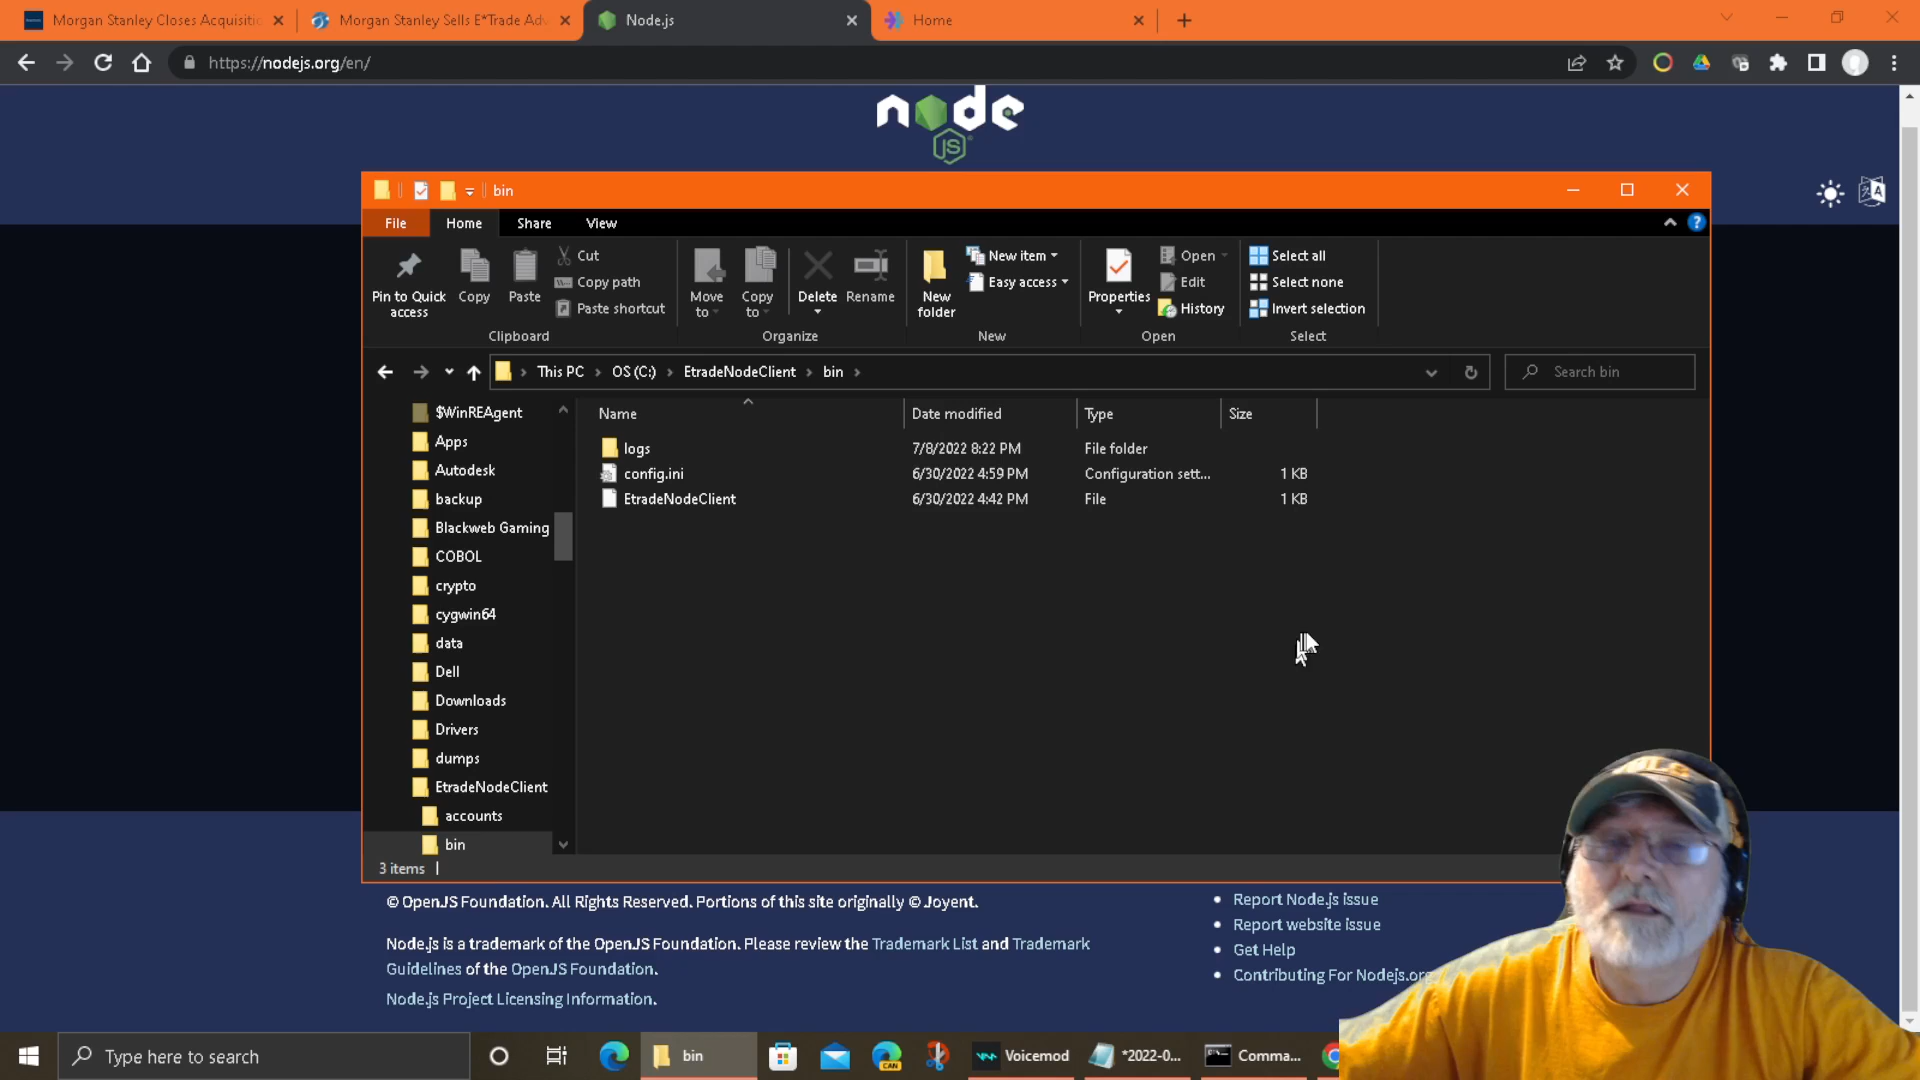 Morgan Stanley Closes Acquisitic
Morgan Stanley Sells E*Trade Adv
Node.js
Home
https://nodejs.org/en/
node
JS
bin
File
Home
Share
View
Pin to Quick access
Copy
Paste
Cut
Copy path
Paste shortcut
Clipboard
Move to
Copy to
Delete
Rename
Organize
New folder
New item
Easy access
New
Properties
Open
Edit
History
Open
Select all
Select none
Invert selection
Select
This PC > OS (C:) > EtradeNodeClient > bin >
Search bin
Name
Date modified
Type
Size
logs 7/8/2022 8:22 PM File folder
config.ini 6/30/2022 4:59 PM Configuration sett... 1 KB
EtradeNodeClient 6/30/2022 4:42 PM File 1 KB
$WinREAgent
Apps
Autodesk
backup
Blackweb Gaming
COBOL
crypto
cygwin64
data
Dell
Downloads
Drivers
dumps
EtradeNodeClient
accounts
bin
3 items
© OpenJS Foundation. All Rights Reserved. Portions of this site originally © Joyent.
Node.js is a trademark of the OpenJS Foundation. Please review the Trademark List and Trademark
Guidelines of the OpenJS Foundation.
Node.js Project Licensing Information.
Report Node.js issue
Report website issue
Get Help
Contributing For Nodejs.org
Type here to search
bin
CAN
Voicemod
*2022-0...
Comma...